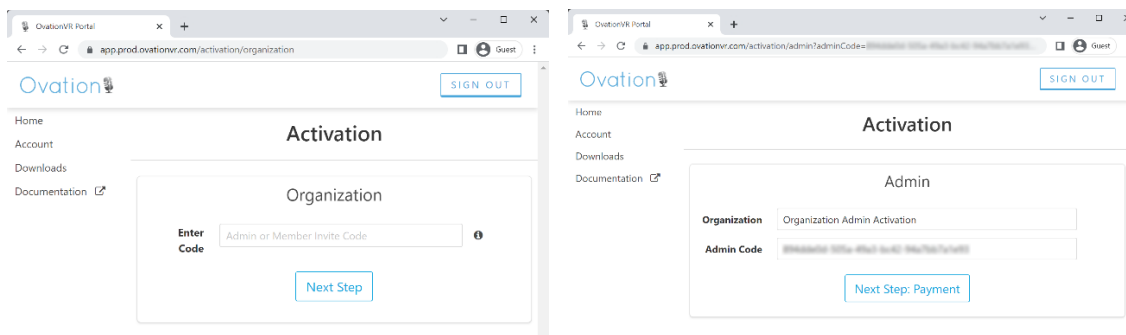 OvationVR Portal
app.prod.ovationvr.com/activation/organization
Guest
Ovation
SIGN OUT
Home
Account
Downloads
Documentation
Activation
Organization
Enter
Code
Admin or Member Invite Code
Next Step
OvationVR Portal
app.prod.ovationvr.com/activation/admin?adminCode=
Guest
Ovation
SIGN OUT
Home
Account
Downloads
Documentation
Activation
Admin
Organization
Organization Admin Activation
Admin Code
Next Step: Payment